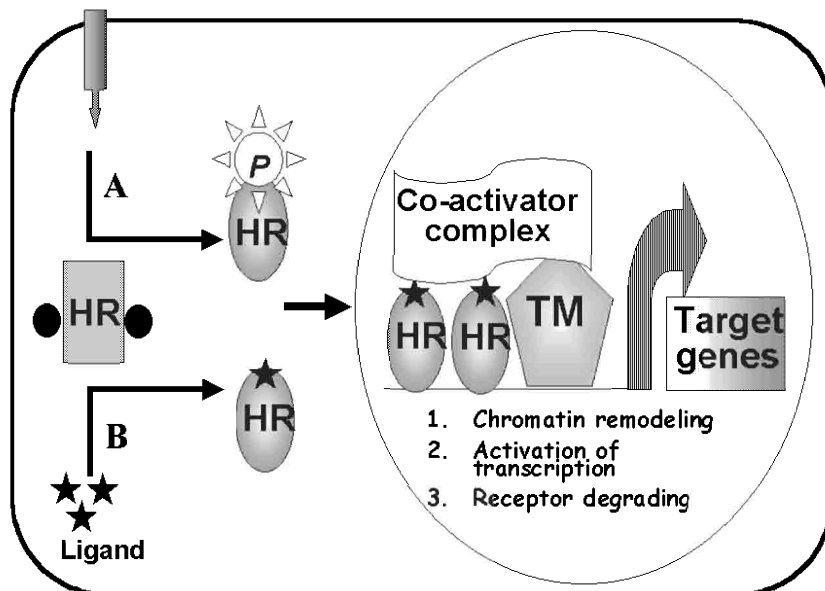 A
P
HR
HR
B
HR
Ligand
Co-activator
complex
HR
HR
TM
Target
genes
1. Chromatin remodeling
2. Activation of
transcription
3. Receptor degrading